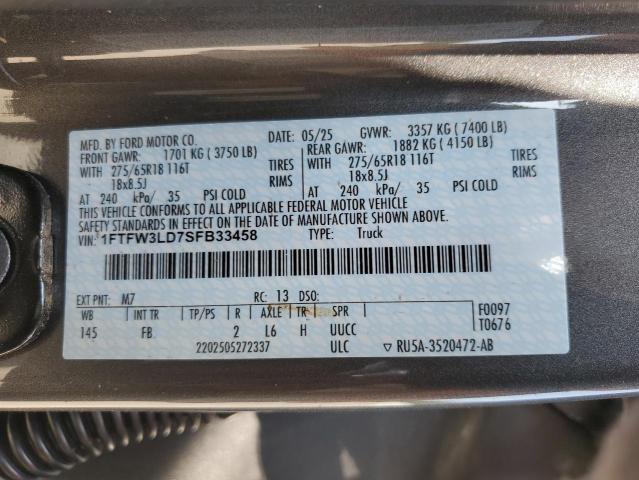 MFD. BY FORD MOTOR CO. DATE: 05/25 GVWR: 3357 KG ( 7400 LB)
FRONT GAWR: 1701 KG ( 3750 LB) REAR GAWR: 1882 KG ( 4150 LB)
WITH 275/65R18 116T TIRES WITH 275/65R18 116T TIRES
18x8.5J RIMS 18x8.5J RIMS
AT 240 kPa/ 35 PSI COLD AT 240 kPa/ 35 PSI COLD
THIS VEHICLE CONFORMS TO ALL APPLICABLE FEDERAL MOTOR VEHICLE
SAFETY STANDARDS IN EFFECT ON THE DATE OF MANUFACTURE SHOWN ABOVE.
VIN: 1FTFW3LD7SFB33458 TYPE: Truck
EXT PNT: M7 RC: 13 DSO: F0097
WB INT TR TP/PS R AXLE TR SPR T0676
145 FB 2 L6 H UUCC
2202505272337 ULC ▽ RU5A-3520472-AB